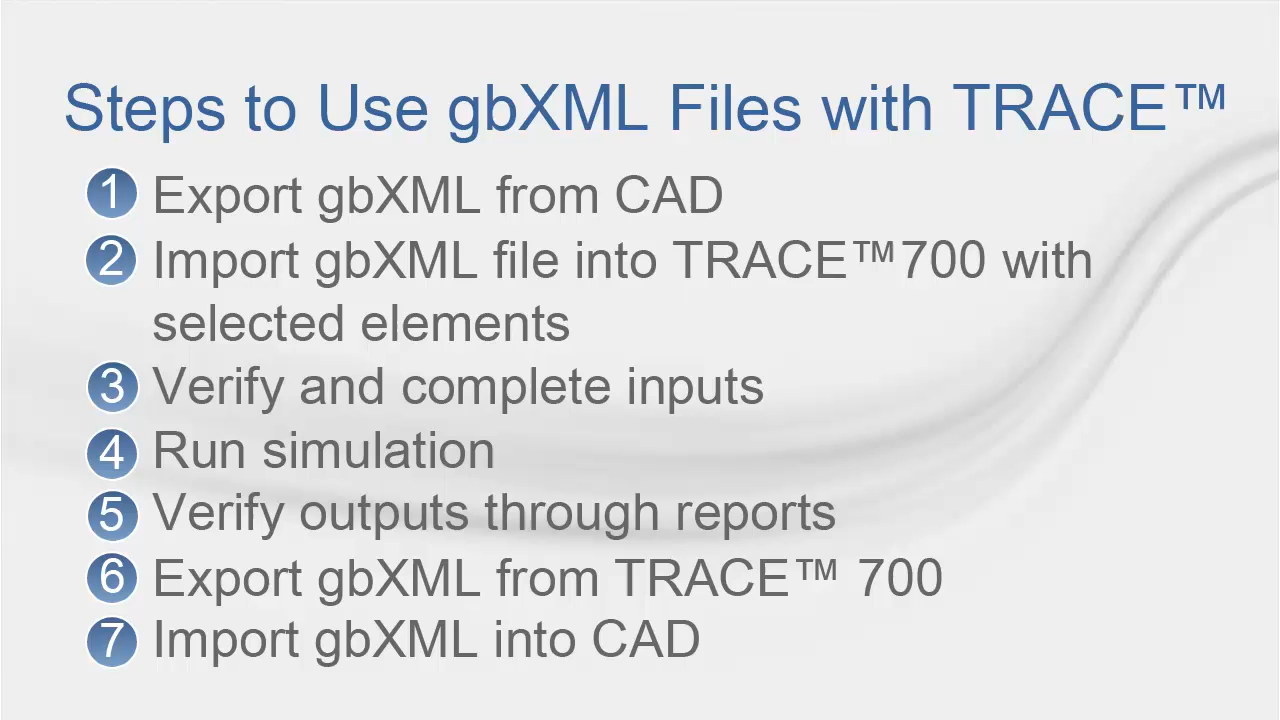 Steps to Use gbXML Files with TRACE™
1 Export gbXML from CAD
2 Import gbXML file into TRACE™700 with
selected elements
3 Verify and complete inputs
4 Run simulation
5 Verify outputs through reports
6 Export gbXML from TRACE™ 700
7 Import gbXML into CAD